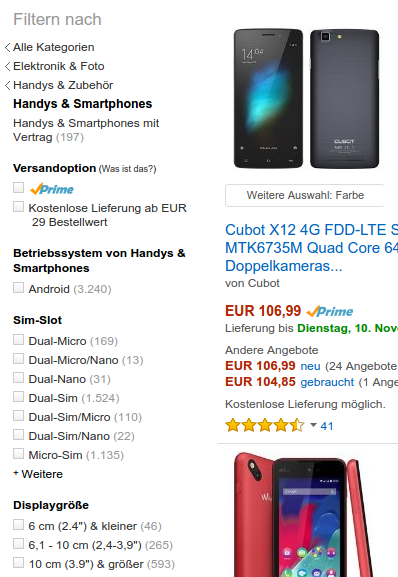 Filtern nach
Alle Kategorien
Elektronik & Foto
Handys & Zubehör
Handys & Smartphones
Handys & Smartphones mit
Vertrag (197)
Versandoption (Was ist das?)
Prime
Kostenlose Lieferung ab EUR
29 Bestellwert
Betriebssystem von Handys &
Smartphones
Android (3.240)
Sim-Slot
Dual-Micro (169)
Dual-Micro/Nano (13)
Dual-Nano (31)
Dual-Sim (1.524)
Dual-Sim/Micro (110)
Dual-Sim/Nano (22)
Micro-Sim (1.135)
+ Weitere
Displaygröße
6 cm (2.4") & kleiner (46)
6,1 - 10 cm (2,4-3,9") (265)
10 cm (3.9") & größer (593)
14:04
CUBOT
Weitere Auswahl: Farbe
Cubot X12 4G FDD-LTE S
MTK6735M Quad Core 64
Doppelkameras...
von Cubot
EUR 106,99 Prime
Lieferung bis Dienstag, 10. Nov
Andere Angebote
EUR 106,99 neu (24 Angebote
EUR 104,85 gebraucht (1 Ange
Kostenlose Lieferung möglich.
41